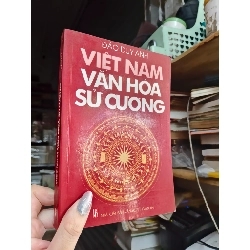 ĐÀO DUY ANH
VIỆT NAM
VĂN HÓA
SỬ CƯƠNG